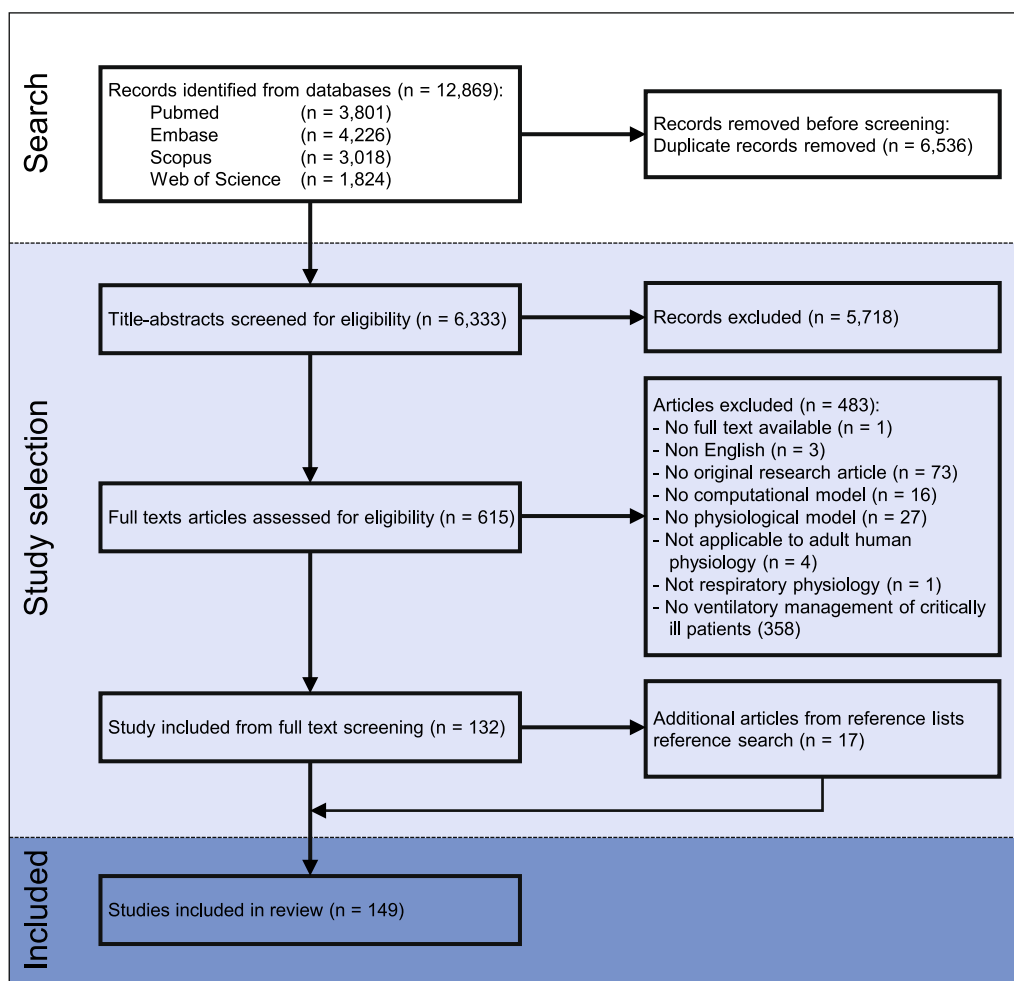 Search
Records identified from databases (n = 12,869):
Pubmed (n = 3,801)
Embase (n = 4,226)
Scopus (n = 3,018)
Web of Science (n = 1,824)
Records removed before screening:
Duplicate records removed (n = 6,536)
Study selection
Title-abstracts screened for eligibility (n = 6,333)
Records excluded (n = 5,718)
Full texts articles assessed for eligibility (n = 615)
Articles excluded (n = 483):
- No full text available (n = 1)
- Non English (n = 3)
- No original research article (n = 73)
- No computational model (n = 16)
- No physiological model (n = 27)
- Not applicable to adult human
physiology (n = 4)
- Not respiratory physiology (n = 1)
- No ventilatory management of critically
ill patients (358)
Study included from full text screening (n = 132)
Additional articles from reference lists
reference search (n = 17)
Included
Studies included in review (n = 149)